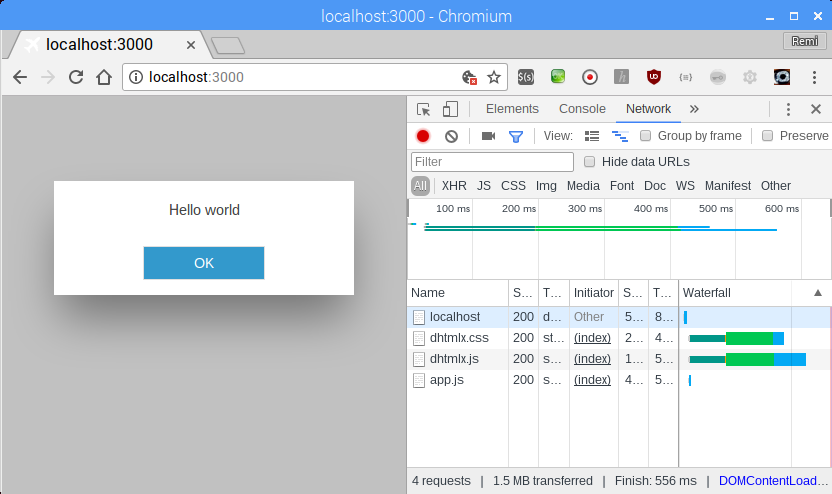 localhost:3000 - Chromium
localhost:3000
Remi
localhost:3000
Elements Console Network
View: Group by frame Preserve
Filter Hide data URLs
All XHR JS CSS Img Media Font Doc WS Manifest Other
100 ms 200 ms 300 ms 400 ms 500 ms 600 ms
Hello world
OK
Name S... T... Initiator S... T... Waterfall
localhost 200 d... Other 5... 8...
dhtmlx.css 200 st... (index) 2... 4...
dhtmlx.js 200 s... (index) 1... 5...
app.js 200 s... (index) 4... 5...
4 requests | 1.5 MB transferred | Finish: 556 ms | DOMContentLoad...